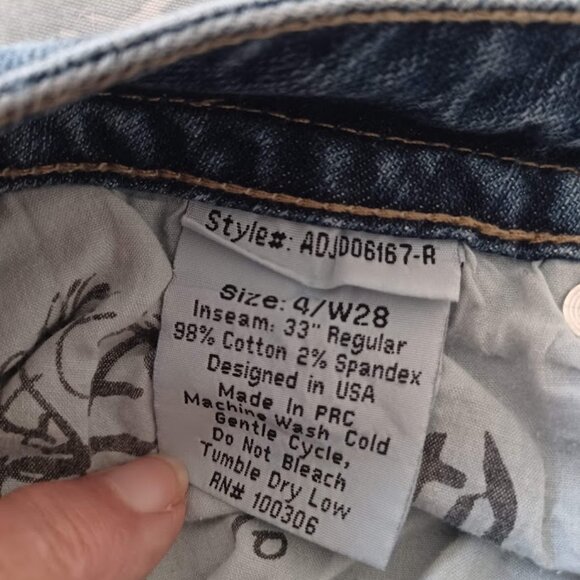 Style#: ADJD06167-R
Size: 4/W28
Inseam: 33" Regular
98% Cotton 2% Spandex
Designed in USA
Made In PRC
Machine Wash Cold
Gentle Cycle,
Do Not Bleach
Tumble Dry Low
RN# 100306